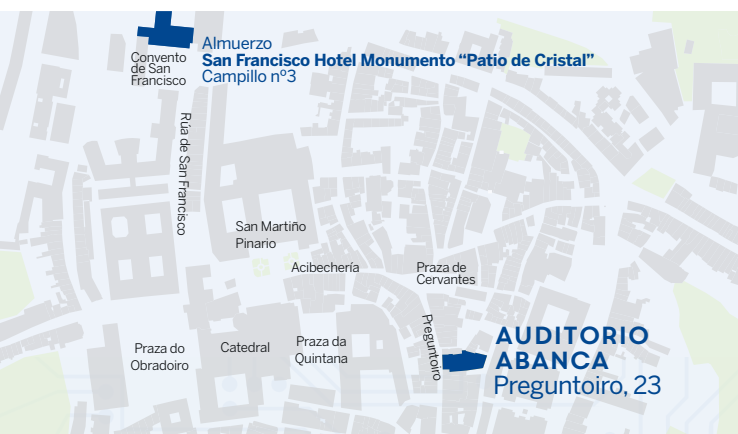 Almuerzo
San Francisco Hotel Monumento “Patio de Cristal”
Campillo nº3
Convento
de San
Francisco
Rúa de San Francisco
San Martiño
Pinario
Acibechería
Praza de
Cervantes
Preguntoiro
AUDITORIO
ABANCA
Preguntoiro, 23
Praza do
Obradoiro
Catedral
Praza da
Quintana